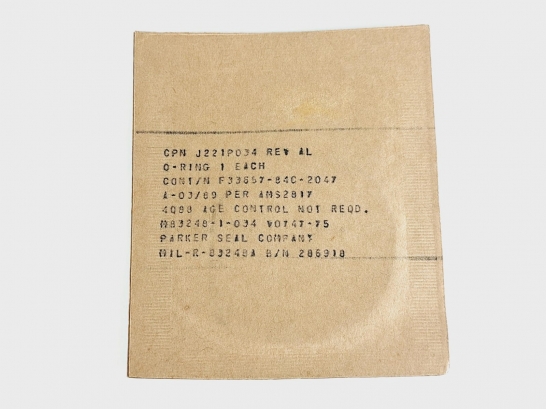 CPN J221P034 REV AL
O-RING 1 EACH
CONT/N F33657-84C-2047
A-03/89 PER AMS2817
4Q88 AGE CONTROL NOT REQD.
M83248-1-034 V0747-75
PARKER SEAL COMPANY
MIL-R-83248A B/N 286918